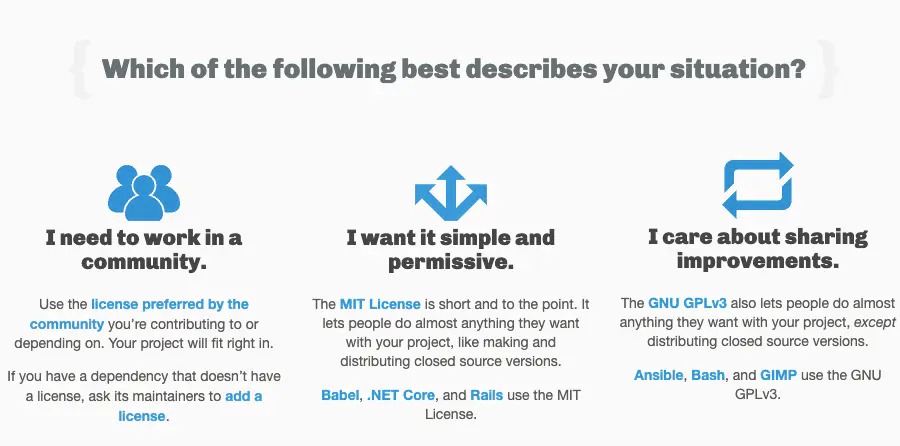 { Which of the following best describes your situation? }
I need to work in a
community.
Use the license preferred by the
community you’re contributing to or
depending on. Your project will fit right in.
If you have a dependency that doesn’t have
a license, ask its maintainers to add a
license.
I want it simple and
permissive.
The MIT License is short and to the point. It
lets people do almost anything they want
with your project, like making and
distributing closed source versions.
Babel, .NET Core, and Rails use the MIT
License.
I care about sharing
improvements.
The GNU GPLv3 also lets people do almost
anything they want with your project, except
distributing closed source versions.
Ansible, Bash, and GIMP use the GNU
GPLv3.